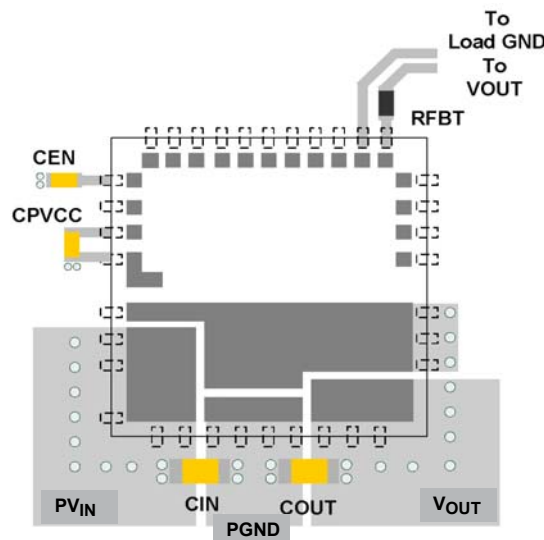 To
Load GND
To
VOUT
RFBT
CEN
CPVCC
PVIN
CIN
PGND
COUT
VOUT